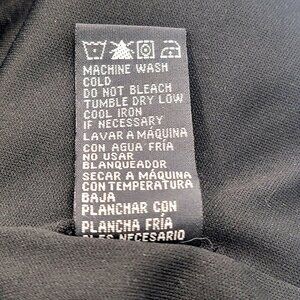 MACHINE WASH
COLD
DO NOT BLEACH
TUMBLE DRY LOW
COOL IRON
IF NECESSARY
LAVAR A MÁQUINA
CON AGUA FRÍA
NO USAR
BLANQUEADOR
SECAR A MÁQUINA
CON TEMPERATURA
BAJA
PLANCHAR CON
PLANCHA FRÍA
NECESARIO